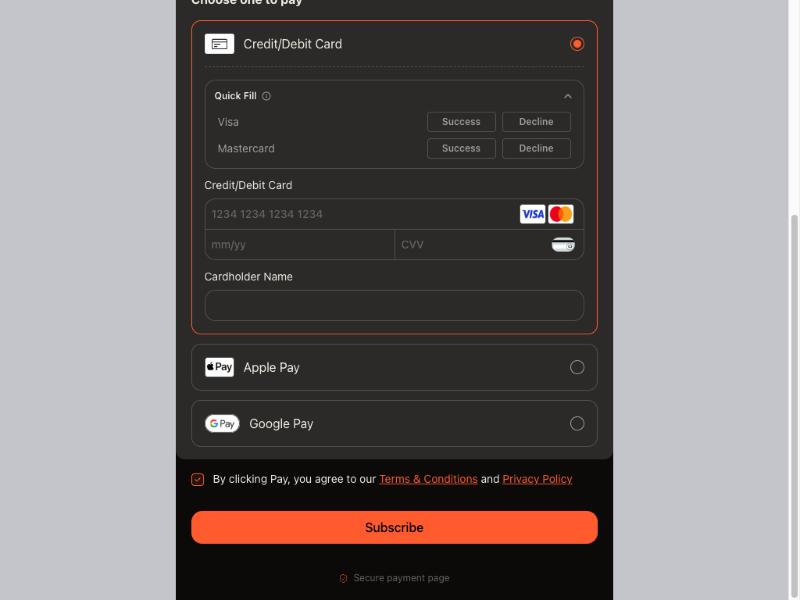 Choose one to pay
Credit/Debit Card
Quick Fill
Visa Success Decline
Mastercard Success Decline
Credit/Debit Card
1234 1234 1234 1234 VISA
mm/yy CVV
Cardholder Name
Pay Apple Pay
G Pay Google Pay
By clicking Pay, you agree to our Terms & Conditions and Privacy Policy
Subscribe
Secure payment page